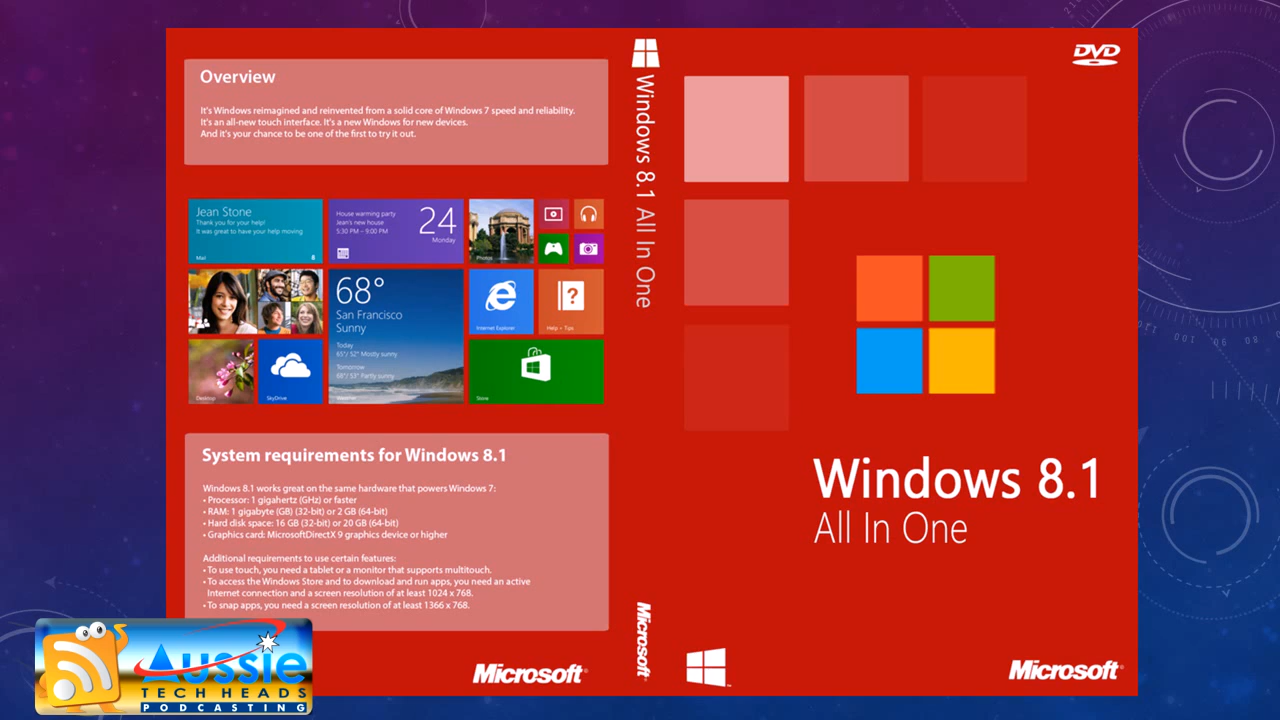 Overview
It's Windows reimagined and reinvented from a solid core of Windows 7 speed and reliability.
It's an all-new touch interface. It's a new Windows for new devices.
And it's your chance to be one of the first to try it out.
Jean Stone
Thank you for your help!
It was great to have your help moving
Mail
8
House warming party
Jean's new house
5:30 PM – 9:00 PM
24
Monday
Photos
68°
San Francisco
Sunny
Today
65°/ 52° Mostly sunny
Tomorrow
68°/ 53° Partly sunny
Weather
Internet Explorer
Help + Tips
Desktop
SkyDrive
Store
System requirements for Windows 8.1
Windows 8.1 works great on the same hardware that powers Windows 7:
• Processor: 1 gigahertz (GHz) or faster
• RAM: 1 gigabyte (GB) (32-bit) or 2 GB (64-bit)
• Hard disk space: 16 GB (32-bit) or 20 GB (64-bit)
• Graphics card: MicrosoftDirectX 9 graphics device or higher
Additional requirements to use certain features:
• To use touch, you need a tablet or a monitor that supports multitouch.
• To access the Windows Store and to download and run apps, you need an active
Internet connection and a screen resolution of at least 1024 x 768.
• To snap apps, you need a screen resolution of at least 1366 x 768.
Microsoft®
Windows 8.1 All In One
Microsoft®
DVD
Windows 8.1
All In One
™
Microsoft®
Aussie
TECH HEADS
PODCASTING
110
100
90
80